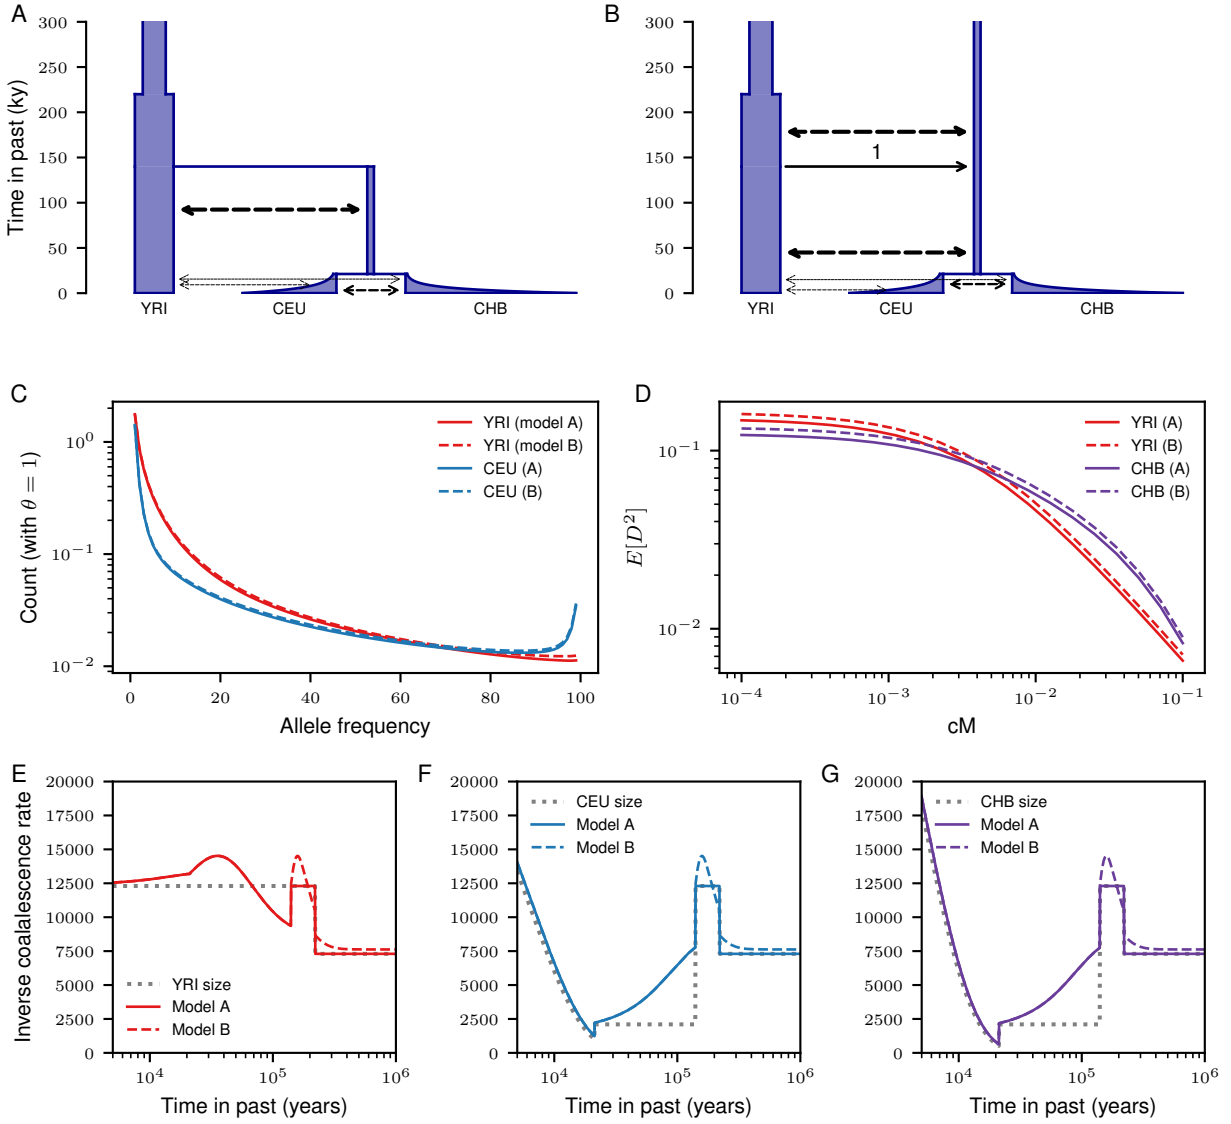 A
B
300
250
200
150
100
50
0
Time in past (ky)
YRI
CEU
CHB
300
250
200
150
100
50
0
1
YRI
CEU
CHB
C
D
10^0
10^-1
10^-2
Count (with θ = 1)
YRI (model A)
YRI (model B)
CEU (A)
CEU (B)
0 20 40 60 80 100
Allele frequency
10^-1
10^-2
E[D^2]
YRI (A)
YRI (B)
CHB (A)
CHB (B)
10^-4 10^-3 10^-2 10^-1
cM
E
F
G
20000
17500
15000
12500
10000
7500
5000
2500
0
Inverse coalalescence rate
YRI size
Model A
Model B
10^4 10^5 10^6
Time in past (years)
20000
17500
15000
12500
10000
7500
5000
2500
0
CEU size
Model A
Model B
10^4 10^5 10^6
Time in past (years)
20000
17500
15000
12500
10000
7500
5000
2500
0
CHB size
Model A
Model B
10^4 10^5 10^6
Time in past (years)